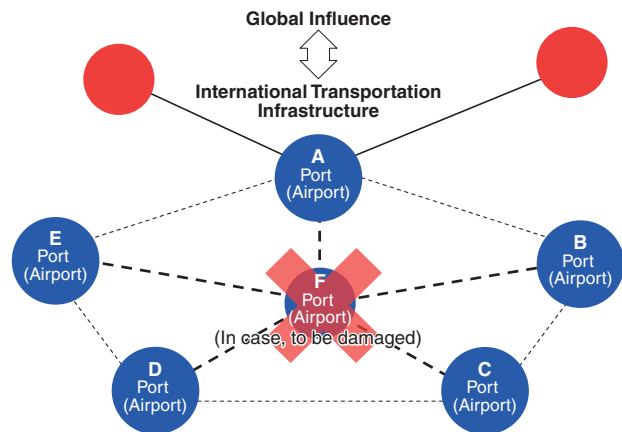 Global Influence
International Transportation
Infrastructure
A
Port
(Airport)
E
Port
(Airport)
B
Port
(Airport)
F
Port
(Airport)
(In case, to be damaged)
D
Port
(Airport)
C
Port
(Airport)